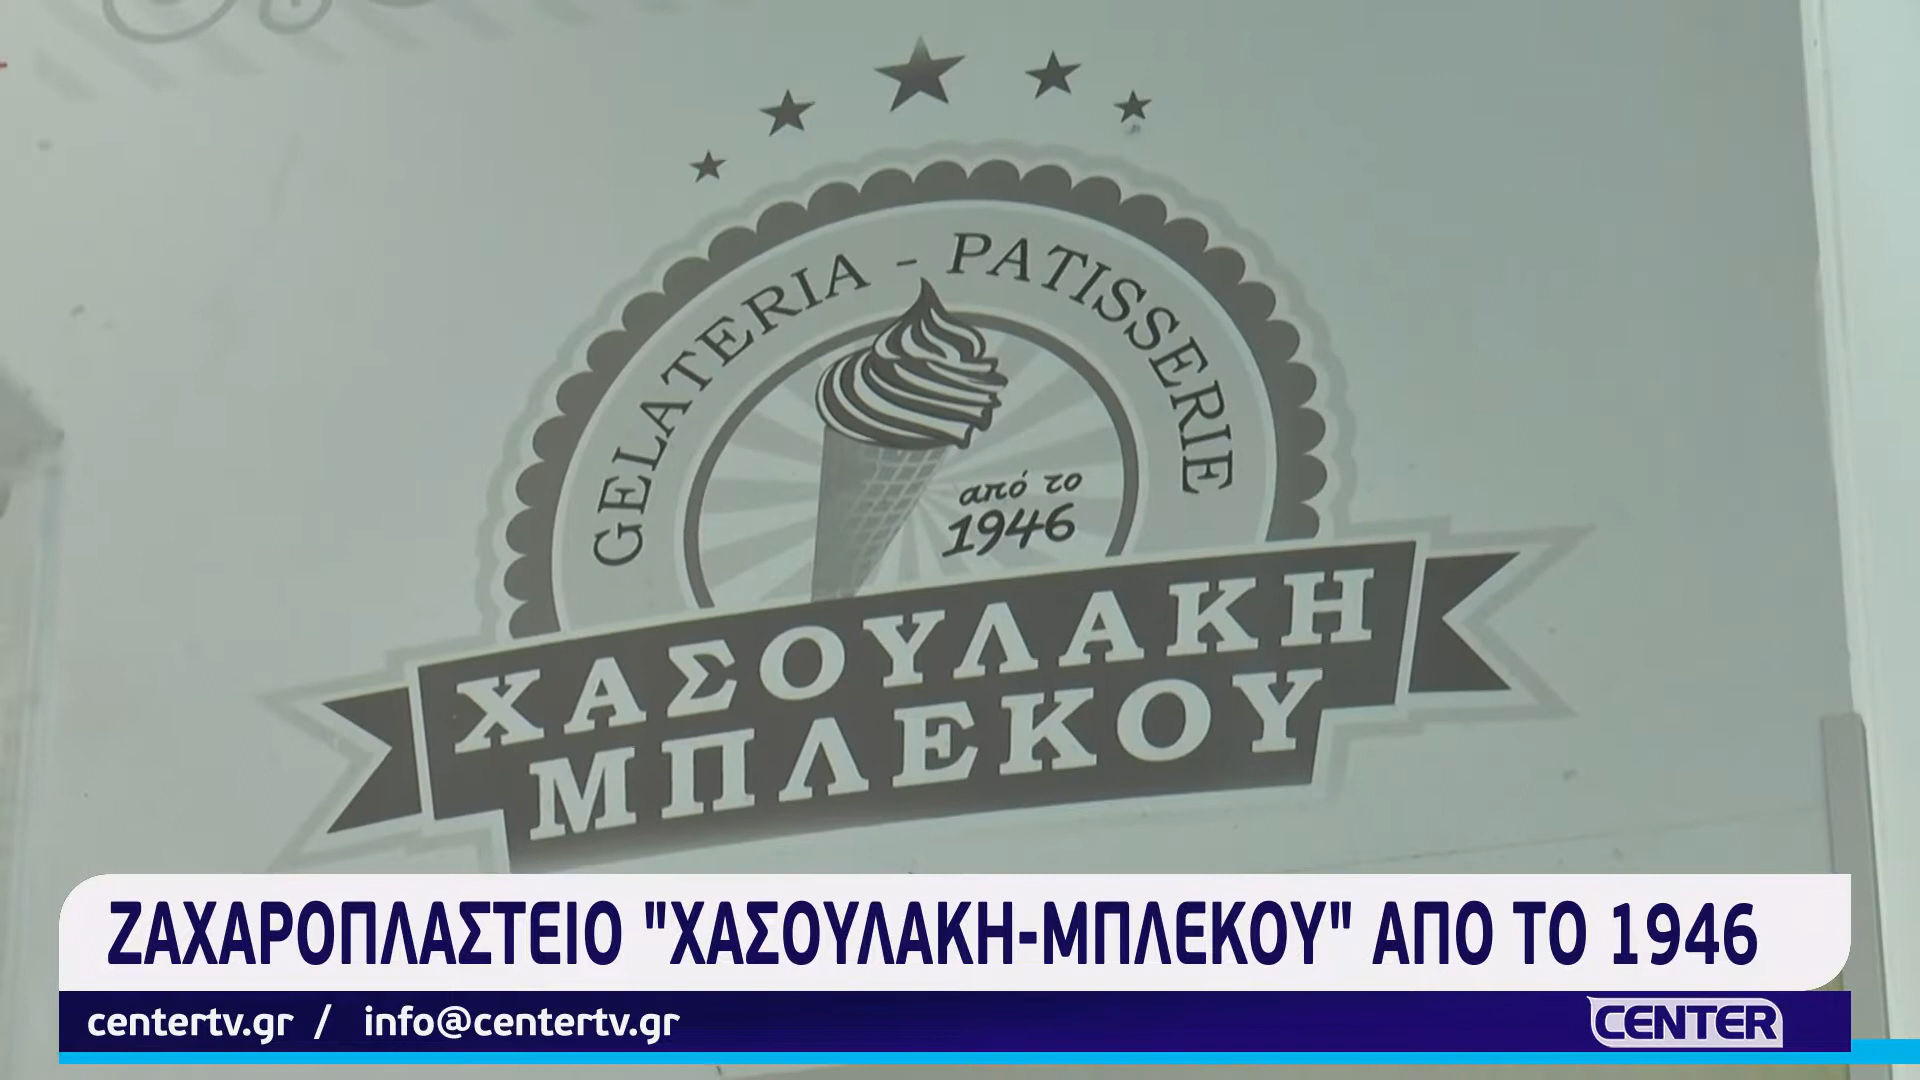 GELATERIA - PATISSERIE
από το
1946
ΧΑΣΟΥΛΑΚΗ
ΜΠΛΕΚΟΥ
ΖΑΧΑΡΟΠΛΑΣΤΕΙΟ "ΧΑΣΟΥΛΑΚΗ-ΜΠΛΕΚΟΥ" ΑΠΟ ΤΟ 1946
centertv.gr / info@centertv.gr
CENTER